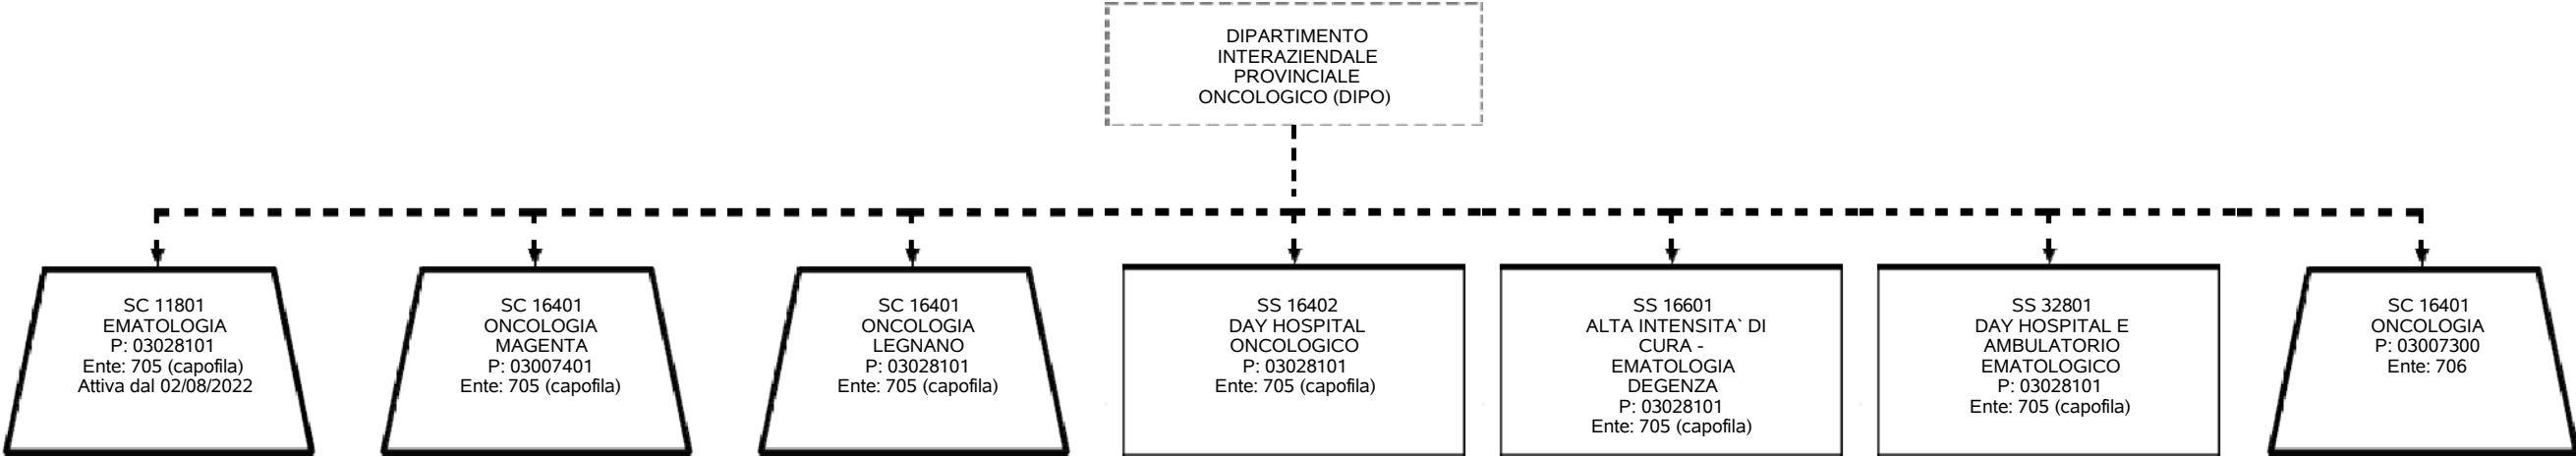 DIPARTIMENTO
INTERAZIENDALE
PROVINCIALE
ONCOLOGICO (DIPO)
SC 11801
EMATOLOGIA
P: 03028101
Ente: 705 (capofila)
Attiva dal 02/08/2022
SC 16401
ONCOLOGIA
MAGENTA
P: 03007401
Ente: 705 (capofila)
SC 16401
ONCOLOGIA
LEGNANO
P: 03028101
Ente: 705 (capofila)
SS 16402
DAY HOSPITAL
ONCOLOGICO
P: 03028101
Ente: 705 (capofila)
SS 16601
ALTA INTENSITA` DI
CURA -
EMATOLOGIA
DEGENZA
P: 03028101
Ente: 705 (capofila)
SS 32801
DAY HOSPITAL E
AMBULATORIO
EMATOLOGICO
P: 03028101
Ente: 705 (capofila)
SC 16401
ONCOLOGIA
P: 03007300
Ente: 706